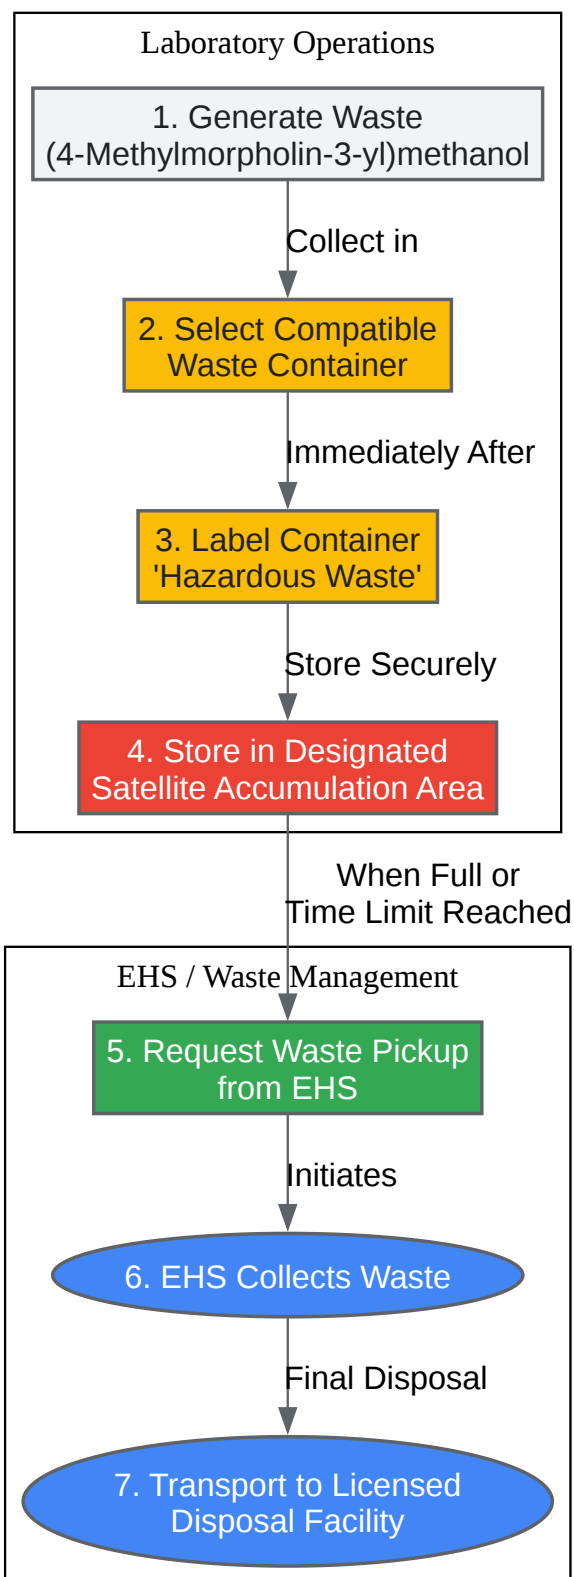 Laboratory Operations
1. Generate Waste
(4-Methylmorpholin-3-yl)methanol
Collect in
2. Select Compatible
Waste Container
Immediately After
3. Label Container
'Hazardous Waste'
Store Securely
4. Store in Designated
Satellite Accumulation Area
When Full or
Time Limit Reached
EHS / Waste Management
5. Request Waste Pickup
from EHS
Initiates
6. EHS Collects Waste
Final Disposal
7. Transport to Licensed
Disposal Facility